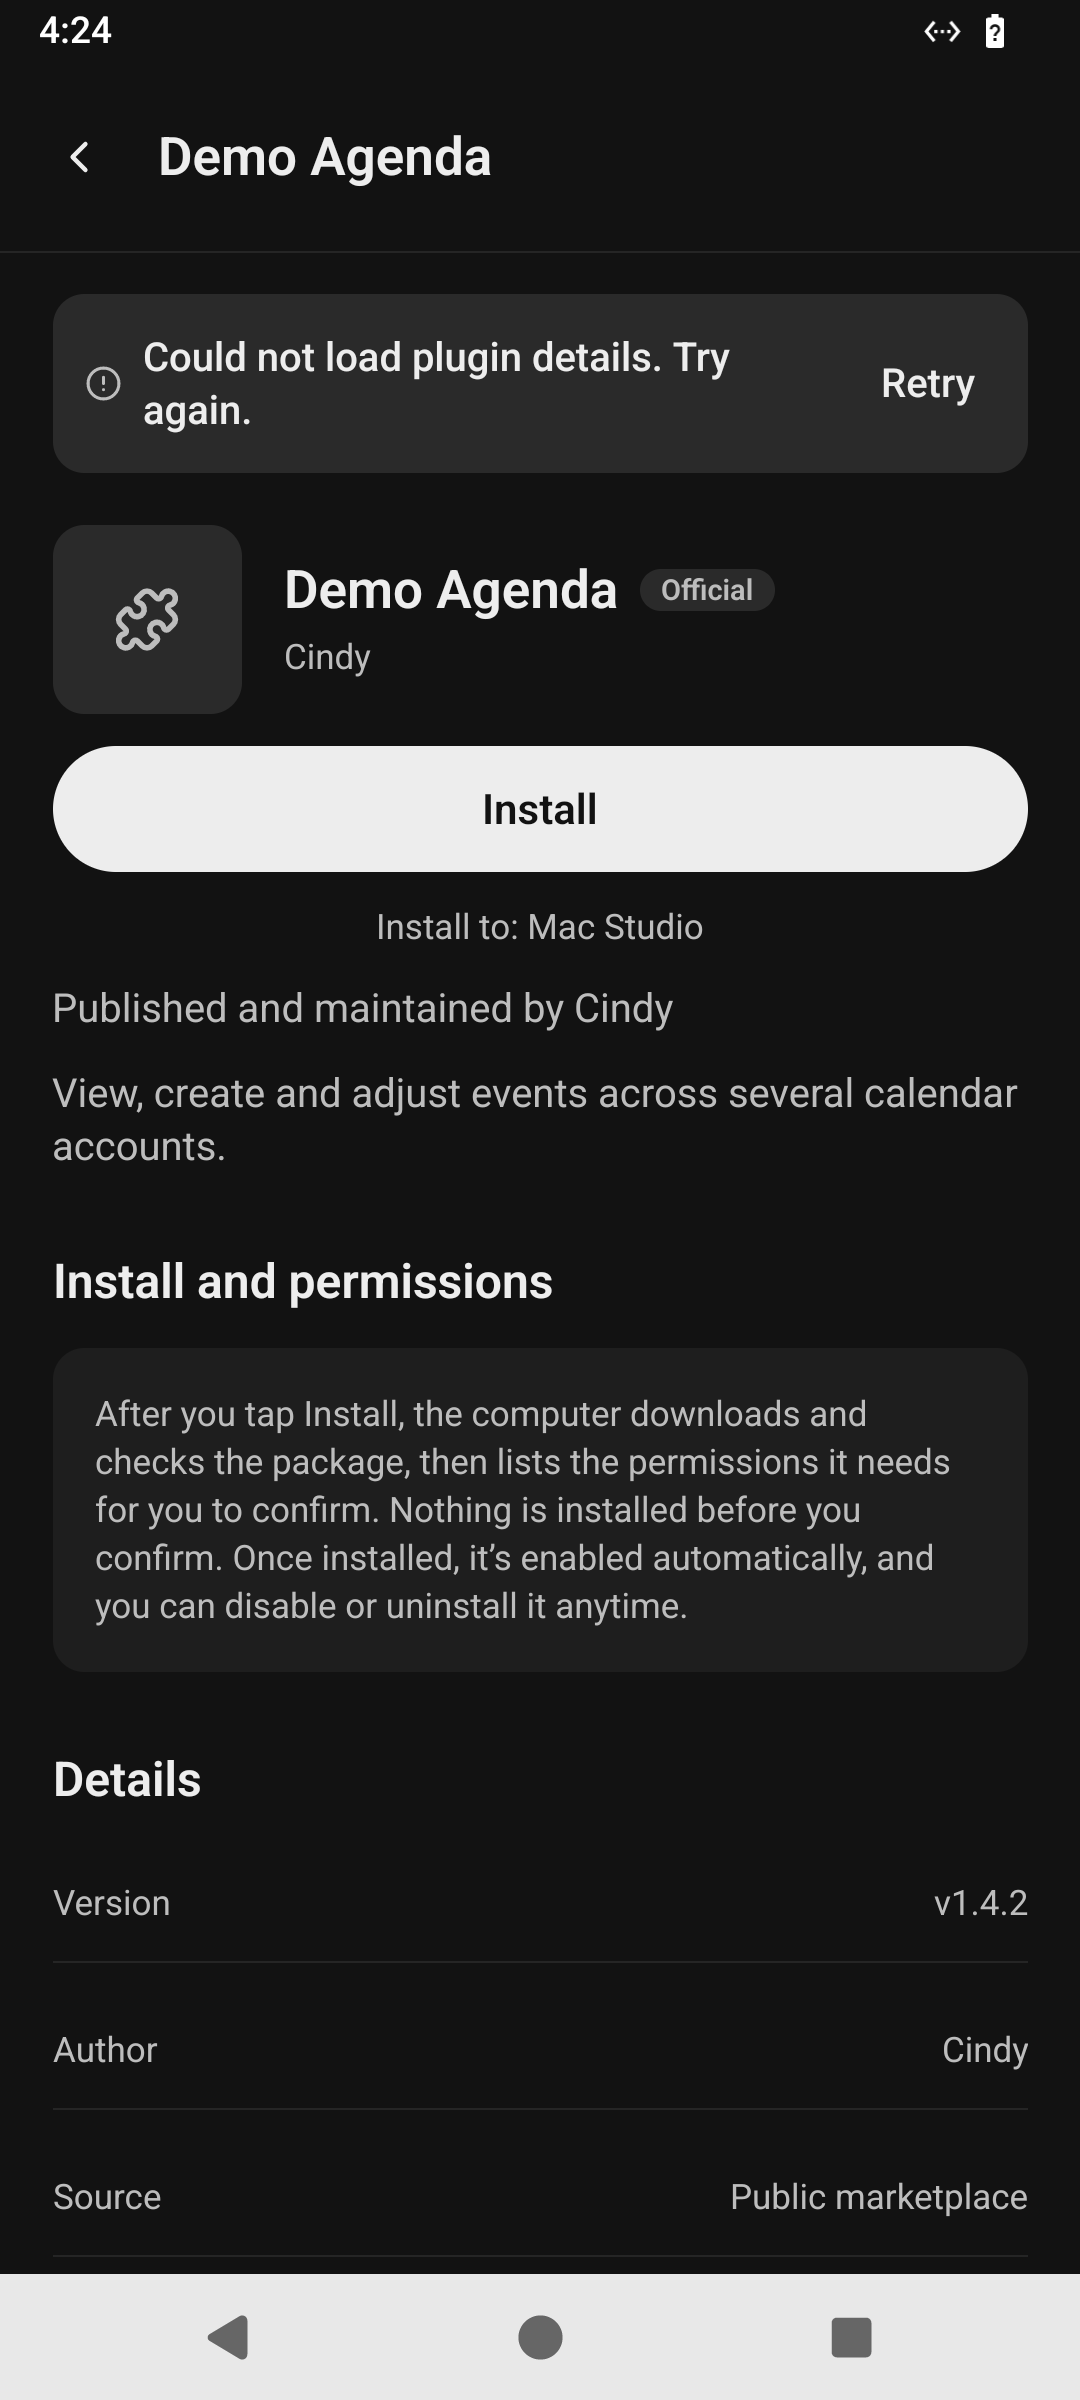 4:24
Demo Agenda
Could not load plugin details. Try
again.
Retry
Demo Agenda
Official
Cindy
Install
Install to: Mac Studio
Published and maintained by Cindy
View, create and adjust events across several calendar
accounts.
Install and permissions
After you tap Install, the computer downloads and
checks the package, then lists the permissions it needs
for you to confirm. Nothing is installed before you
confirm. Once installed, it’s enabled automatically, and
you can disable or uninstall it anytime.
Details
Version
v1.4.2
Author
Cindy
Source
Public marketplace